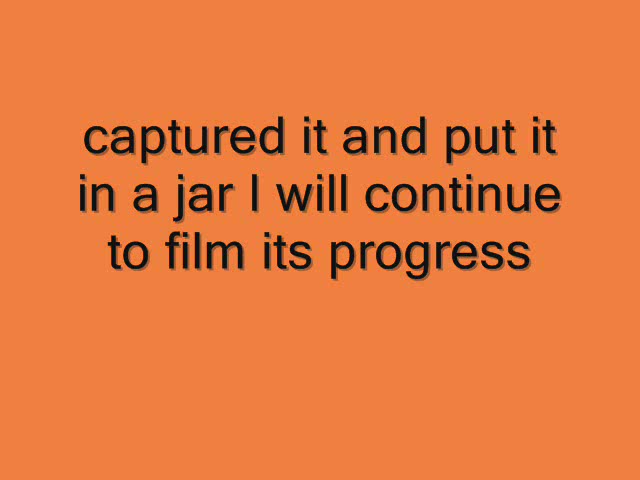 captured it and put it
in a jar I will continue
to film its progress